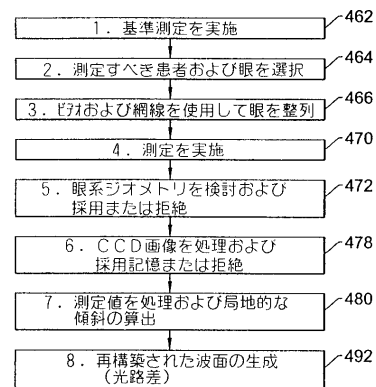 1. 基準測定を実施
462
2. 測定すべき患者および眼を選択
464
3. ビデオおよび網線を使用して眼を整列
466
4. 測定を実施
470
5. 眼系ジオメトリを検討および
採用または拒絶
472
6. CCD画像を処理および
採用記憶または拒絶
478
7. 測定値を処理および局地的な
傾斜の算出
480
8. 再構築された波面の生成
(光路差)
492